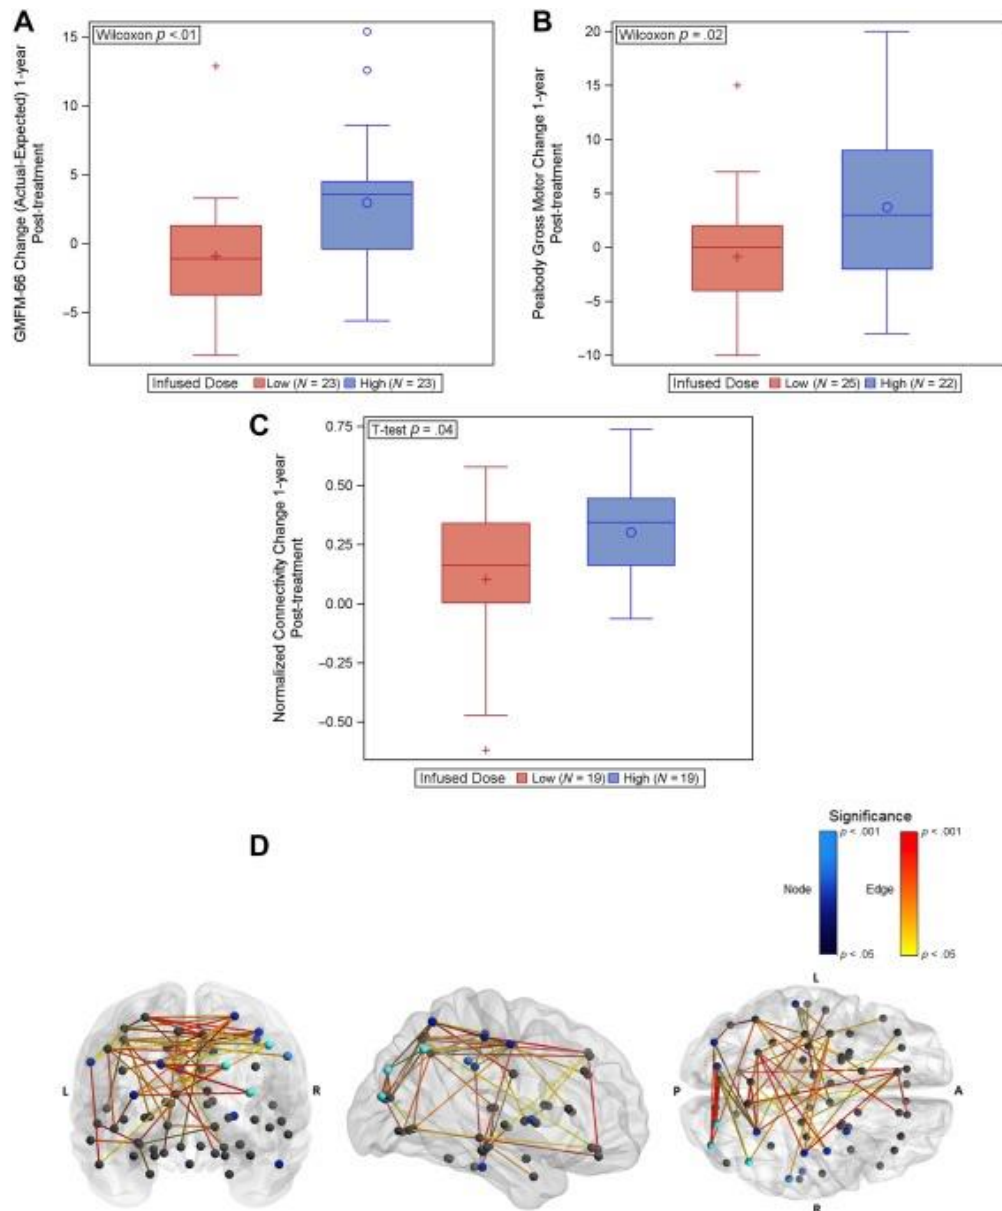 A
Wilcoxon p <.01
GMFM-66 Change (Actual-Expected) 1-year
Post-treatment
15
10
5
0
−5
Infused Dose Low (N = 23) High (N = 23)
B
Wilcoxon p = .02
Peabody Gross Motor Change 1-year
Post-treatment
20
15
10
5
0
−5
−10
Infused Dose Low (N = 25) High (N = 22)
C
T-test p = .04
Normalized Connectivity Change 1-year
Post-treatment
0.75
0.50
0.25
0.00
−0.25
−0.50
Infused Dose Low (N = 19) High (N = 19)
D
Significance
p < .001
p < .001
Node
Edge
p < .05
p < .05
L
R
L
P
A
R